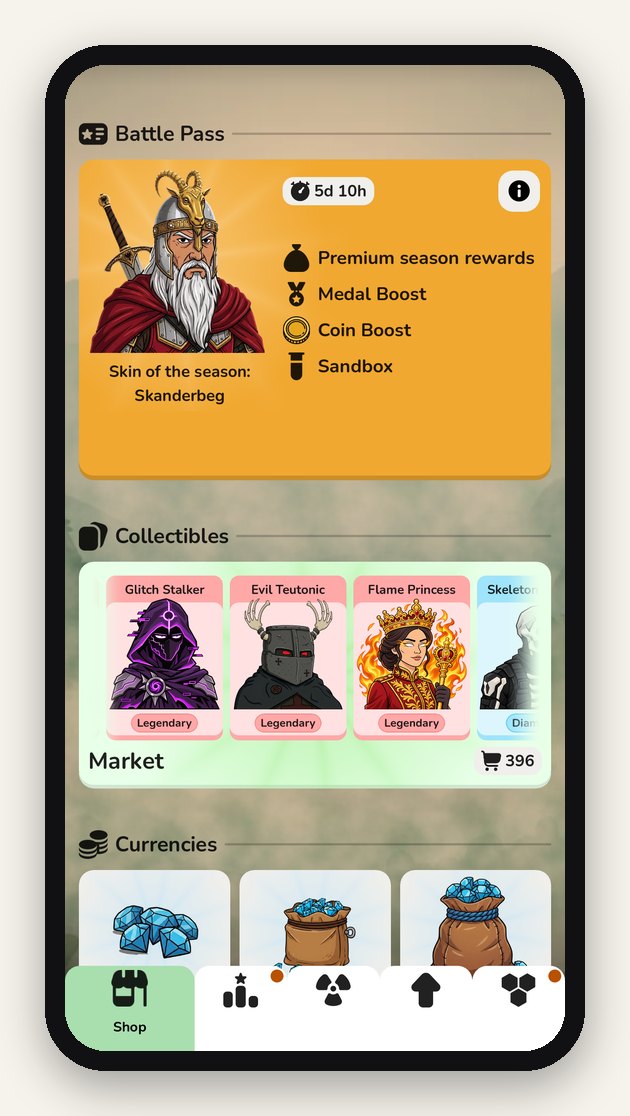 Battle Pass
5d 10h
Premium season rewards
Medal Boost
Coin Boost
Sandbox
Skin of the season:
Skanderbeg
Collectibles
Glitch Stalker
Evil Teutonic
Flame Princess
Skeleton
Legendary
Legendary
Legendary
Market
396
Currencies
Shop